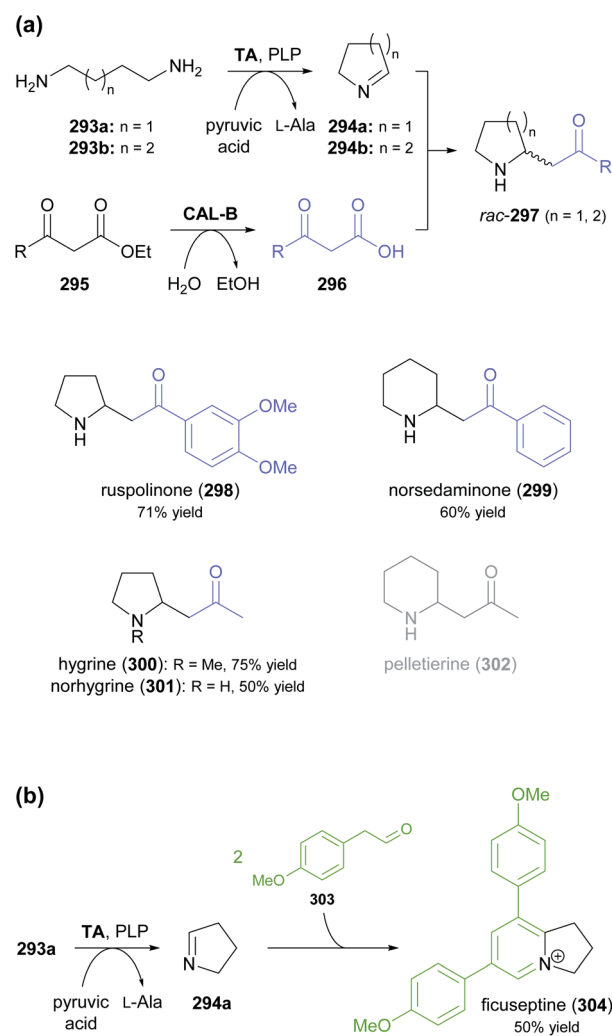 (a)
H₂N
( )n
NH₂
293a: n = 1
293b: n = 2
TA, PLP
pyruvic
acid
L-Ala
N
( )n
294a: n = 1
294b: n = 2
O O
R OEt
295
CAL-B
H₂O EtOH
O O
R OH
296
( )n
O
N
H
R
rac-297 (n = 1, 2)
O
OMe
NH
OMe
ruspolinone (298)
71% yield
O
NH
norsedaminone (299)
60% yield
O
N
R
hygrine (300): R = Me, 75% yield
norhygrine (301): R = H, 50% yield
O
N
H
pelletierine (302)
(b)
293a
TA, PLP
pyruvic
acid
L-Ala
N
294a
2
O
MeO
303
OMe
N
⊕
MeO
ficuseptine (304)
50% yield